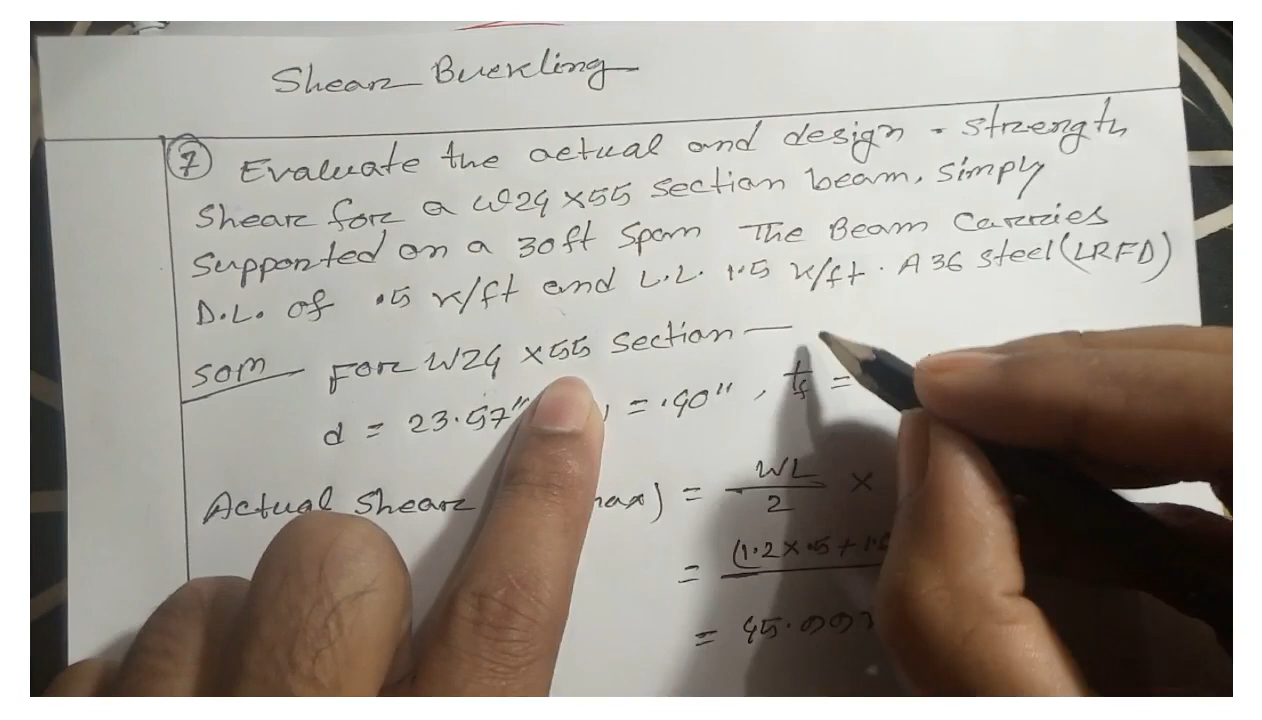 Shear Buckling
7 Evaluate the actual and design - strength
Shear for a W24 x55 section beam, simply
supported on a 30ft Span The Beam Carries
D.L. of .5 k/ft and L.L. 1.5 k/ft. A36 steel (LRFD)
Soln For W24 x55 section —
d = 23.57" = .40", tf =
Actual Shear max) = WL/2 x
= (1.2 x .5 + 1.
= 45.